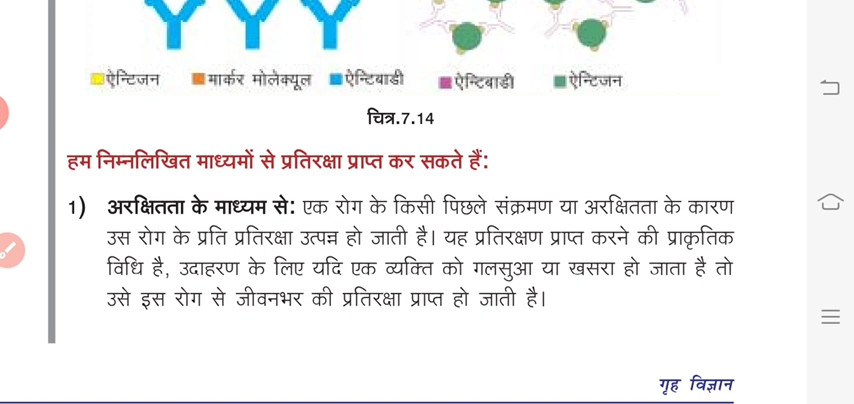 ऐन्टिजन मार्कर मोलेक्यूल ऐन्टिबाडी ऐन्टिबाडी ऐन्टिजन
चित्र.7.14
हम निम्नलिखित माध्यमों से प्रतिरक्षा प्राप्त कर सकते हैं:
1) अरक्षितता के माध्यम से: एक रोग के किसी पिछले संक्रमण या अरक्षितता के कारण
उस रोग के प्रति प्रतिरक्षा उत्पन्न हो जाती है। यह प्रतिरक्षण प्राप्त करने की प्राकृतिक
विधि है, उदाहरण के लिए यदि एक व्यक्ति को गलसुआ या खसरा हो जाता है तो
उसे इस रोग से जीवनभर की प्रतिरक्षा प्राप्त हो जाती है।
गृह विज्ञान